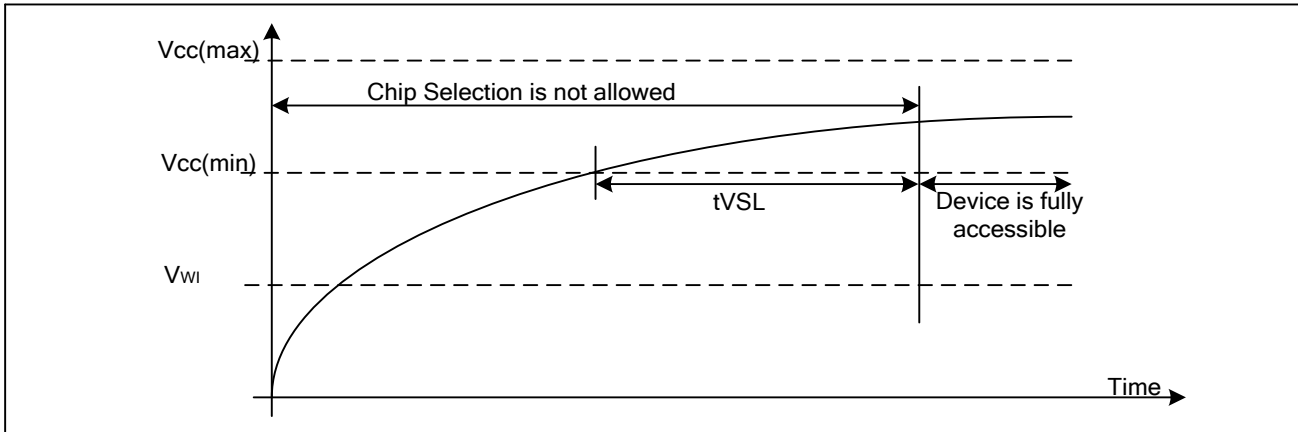 Vcc(max)
Chip Selection is not allowed
Vcc(min)
tVSL
Device is fully
accessible
VWI
Time